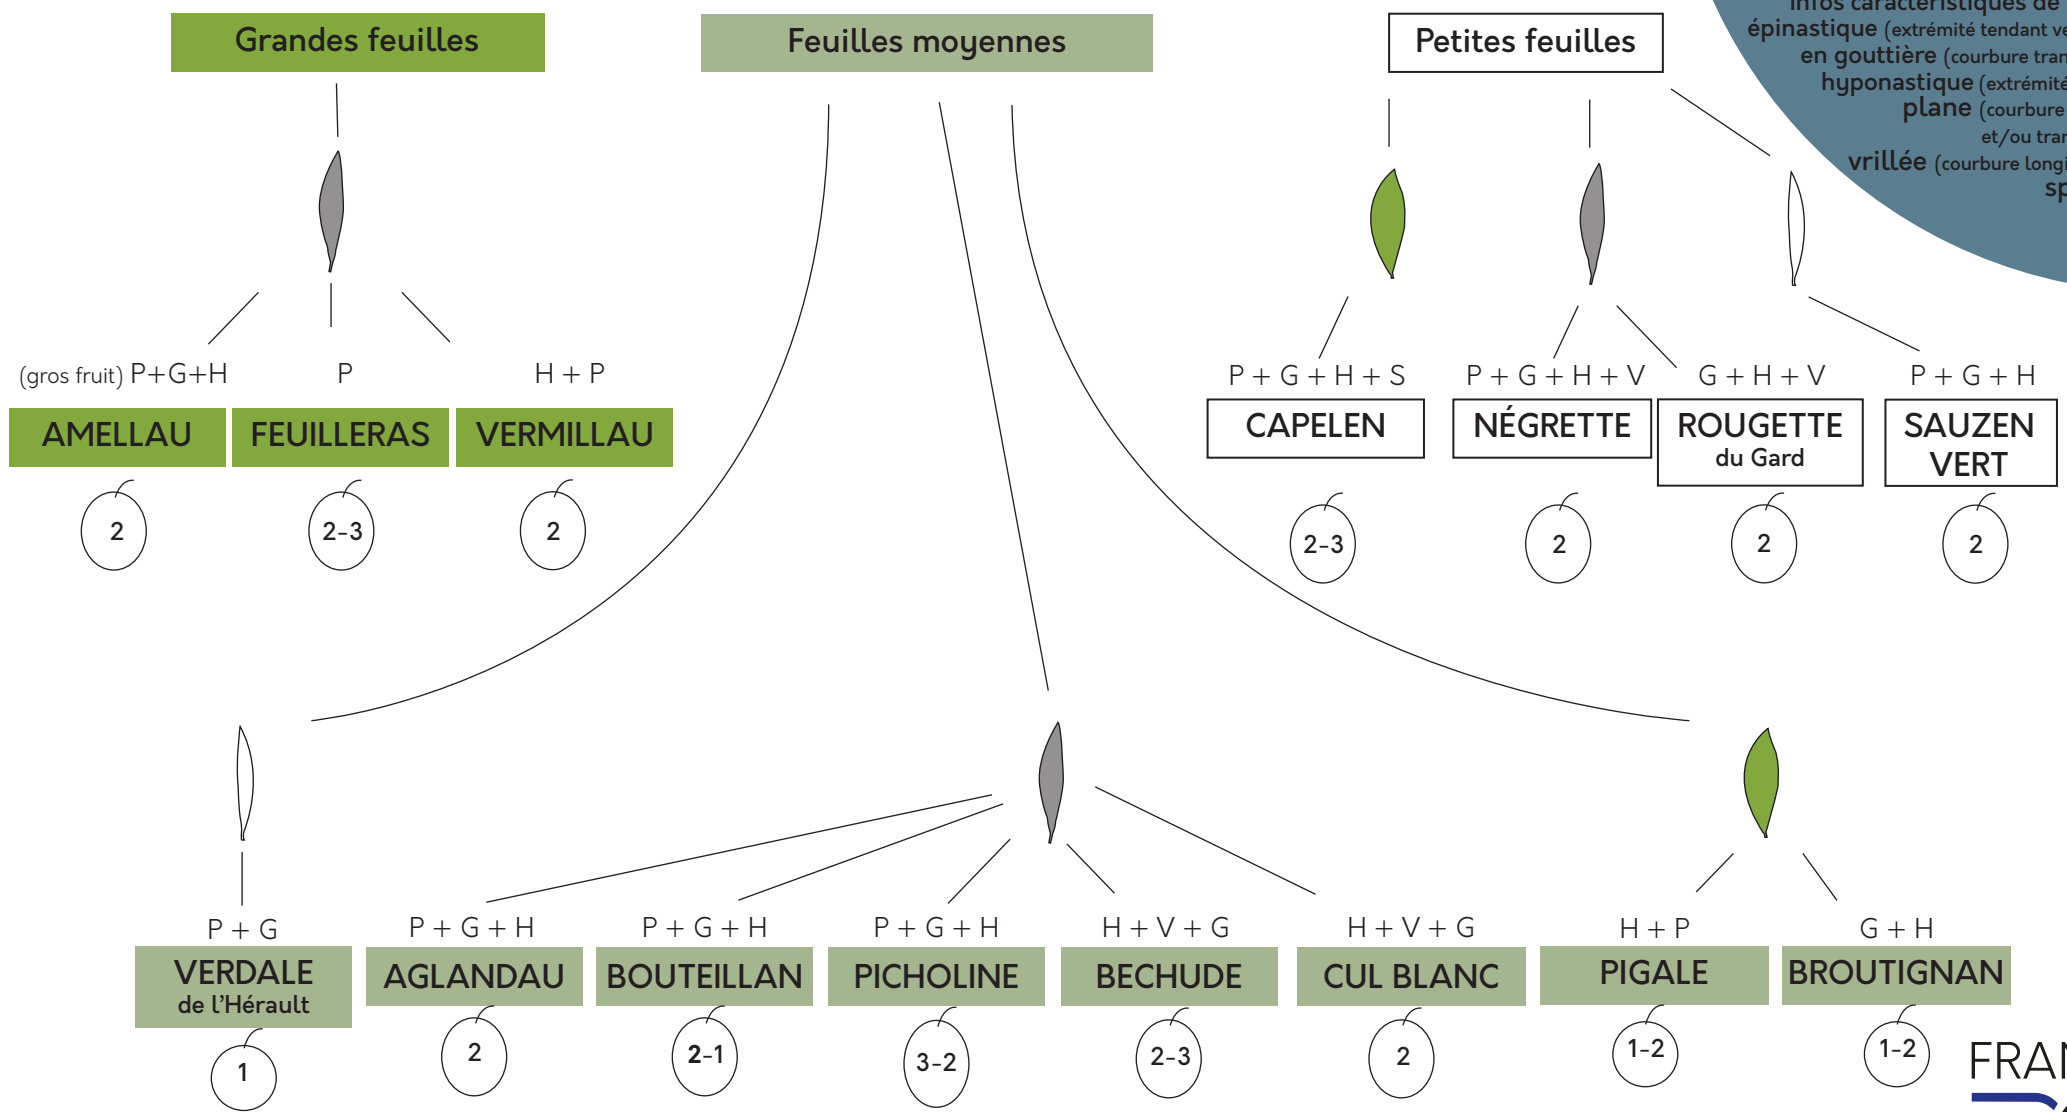 Grandes feuilles
Feuilles moyennes
Petites feuilles
infos caractéristiques de
épinastique (extrémité tendant
en gouttière (courbure
hyponastique (extrémité
plane (courbure
et/ou
vrillée (courbure
(gros fruit) P+G+H
P
H + P
AMELLAU
FEUILLERAS
VERMILLAU
2
2-3
2
P + G + H + S
P + G + H + V
G + H + V
P + G + H
CAPELEN
NÉGRETTE
ROUGETTE
du Gard
SAUZEN
VERT
2-3
2
2
2
P + G
P + G + H
P + G + H
P + G + H
H + V + G
H + V + G
H + P
G + H
VERDALE
de l'Hérault
AGLANDAU
BOUTEILLAN
PICHOLINE
BECHUDE
CUL BLANC
PIGALE
BROUTIGNAN
1
2
2-1
3-2
2-3
2
1-2
1-2